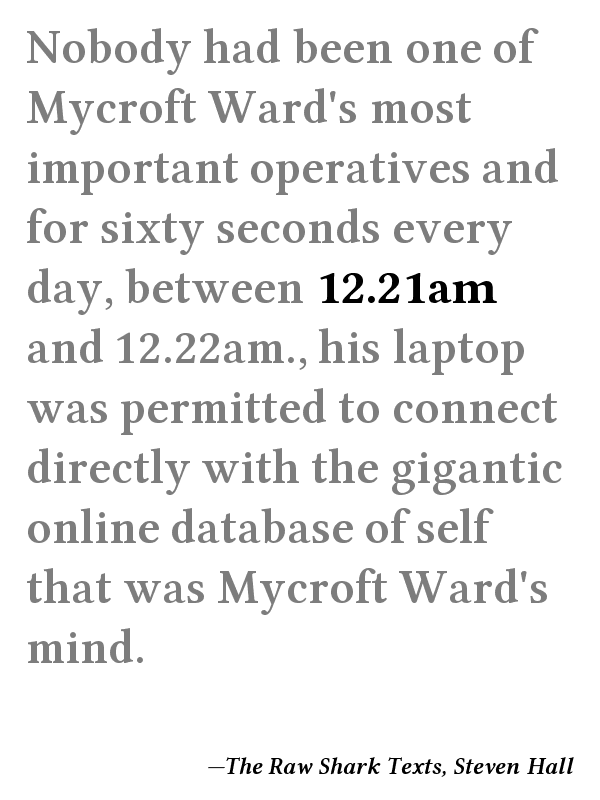 Nobody had been one of
Mycroft Ward's most
important operatives and
for sixty seconds every
day, between 12.21am
and 12.22am., his laptop
was permitted to connect
directly with the gigantic
online database of self
that was Mycroft Ward's
mind.
—The Raw Shark Texts, Steven Hall